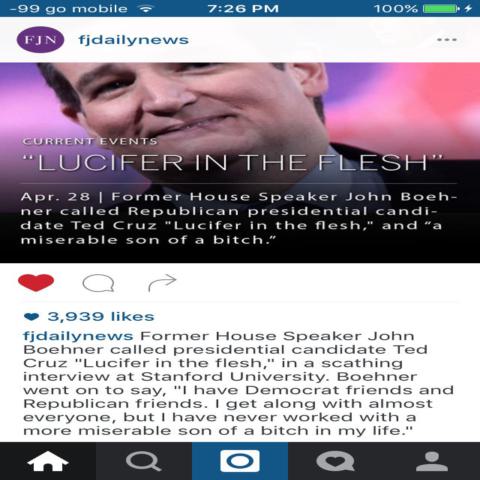 -99 go mobile 7:26 PM 100%
FJN fjdailynews
CURRENT EVENTS
"LUCIFER IN THE FLESH"
Apr. 28 | Former House Speaker John Boeh-
ner called Republican presidential candi-
date Ted Cruz "Lucifer in the flesh," and "a
miserable son of a bitch."
3,939 likes
fjdailynews Former House Speaker John
Boehner called presidential candidate Ted
Cruz "Lucifer in the flesh," in a scathing
interview at Stanford University. Boehner
went on to say, "I have Democrat friends and
Republican friends. I get along with almost
everyone, but I have never worked with a
more miserable son of a bitch in my life."